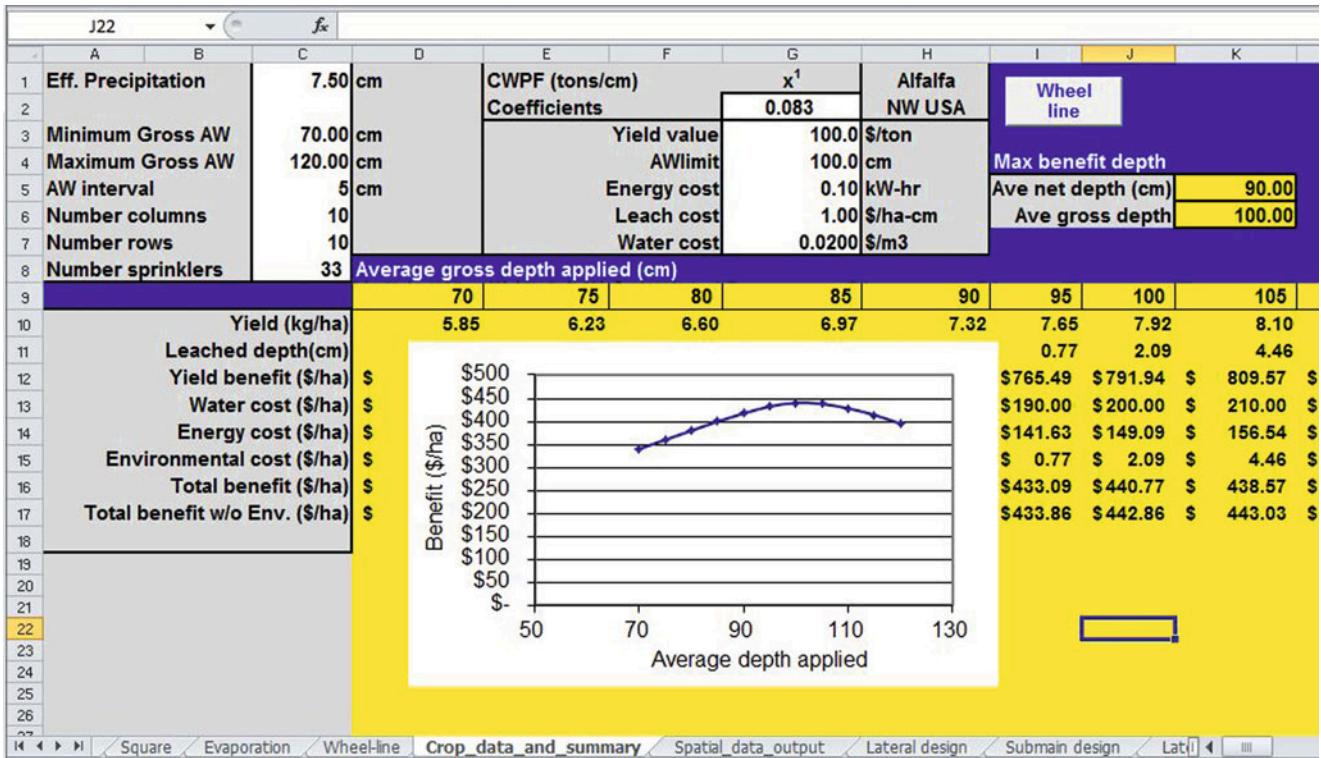 J22 fx
A B C D E F G H I J K
1 Eff. Precipitation 7.50 cm CWPF (tons/cm) x¹ Alfalfa Wheel
2 Coefficients 0.083 NW USA line
3 Minimum Gross AW 70.00 cm Yield value 100.0 $/ton
4 Maximum Gross AW 120.00 cm AWlimit 100.0 cm Max benefit depth
5 AW interval 5 cm Energy cost 0.10 kW-hr Ave net depth (cm) 90.00
6 Number columns 10 Leach cost 1.00 $/ha-cm Ave gross depth 100.00
7 Number rows 10 Water cost 0.0200 $/m3
8 Number sprinklers 33 Average gross depth applied (cm)
9 70 75 80 85 90 95 100 105
10 Yield (kg/ha) 5.85 6.23 6.60 6.97 7.32 7.65 7.92 8.10
11 Leached depth(cm) 0.77 2.09 4.46
12 Yield benefit ($/ha) $ $765.49 $791.94 $ 809.57 $
13 Water cost ($/ha) $ $190.00 $200.00 $ 210.00 $
14 Energy cost ($/ha) $ $141.63 $149.09 $ 156.54 $
15 Environmental cost ($/ha) $ $ 0.77 $ 2.09 $ 4.46 $
16 Total benefit ($/ha) $ $433.09 $440.77 $ 438.57 $
17 Total benefit w/o Env. ($/ha) $ $433.86 $442.86 $ 443.03 $
18
19
20
21
22
23
24
25
26
Benefit ($/ha)
$500
$450
$400
$350
$300
$250
$200
$150
$100
$50
$-
50 70 90 110 130
Average depth applied
Square Evaporation Wheel-line Crop_data_and_summary Spatial_data_output Lateral design Submain design